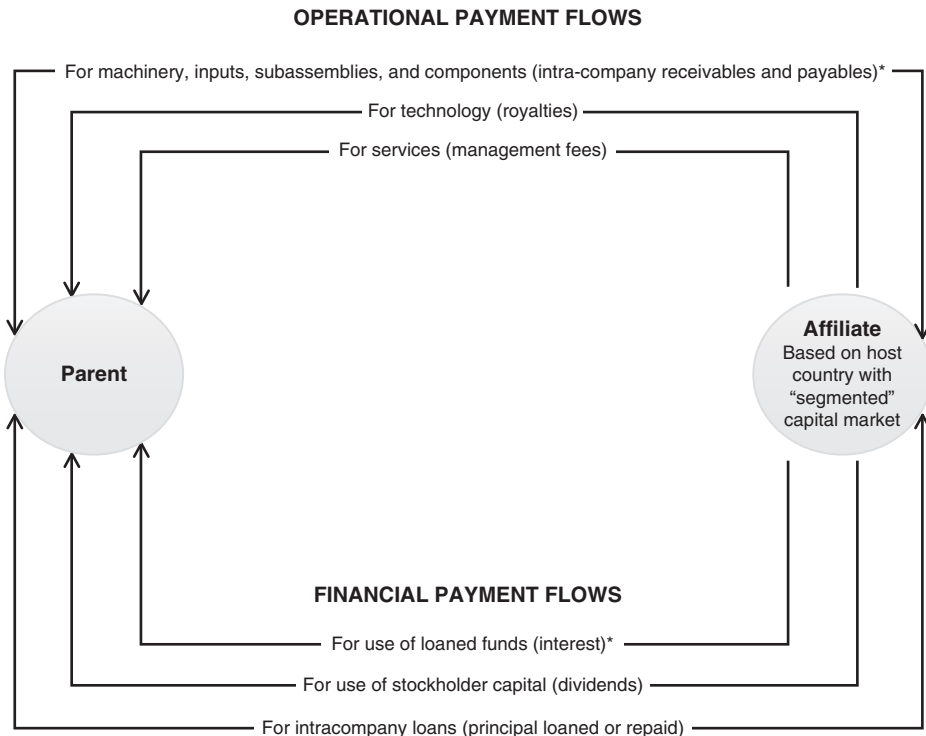 OPERATIONAL PAYMENT FLOWS
For machinery, inputs, subassemblies, and components (intra-company receivables and payables)*
For technology (royalties)
For services (management fees)
Parent
Affiliate
Based on host
country with
“segmented”
capital market
FINANCIAL PAYMENT FLOWS
For use of loaned funds (interest)*
For use of stockholder capital (dividends)
For intracompany loans (principal loaned or repaid)